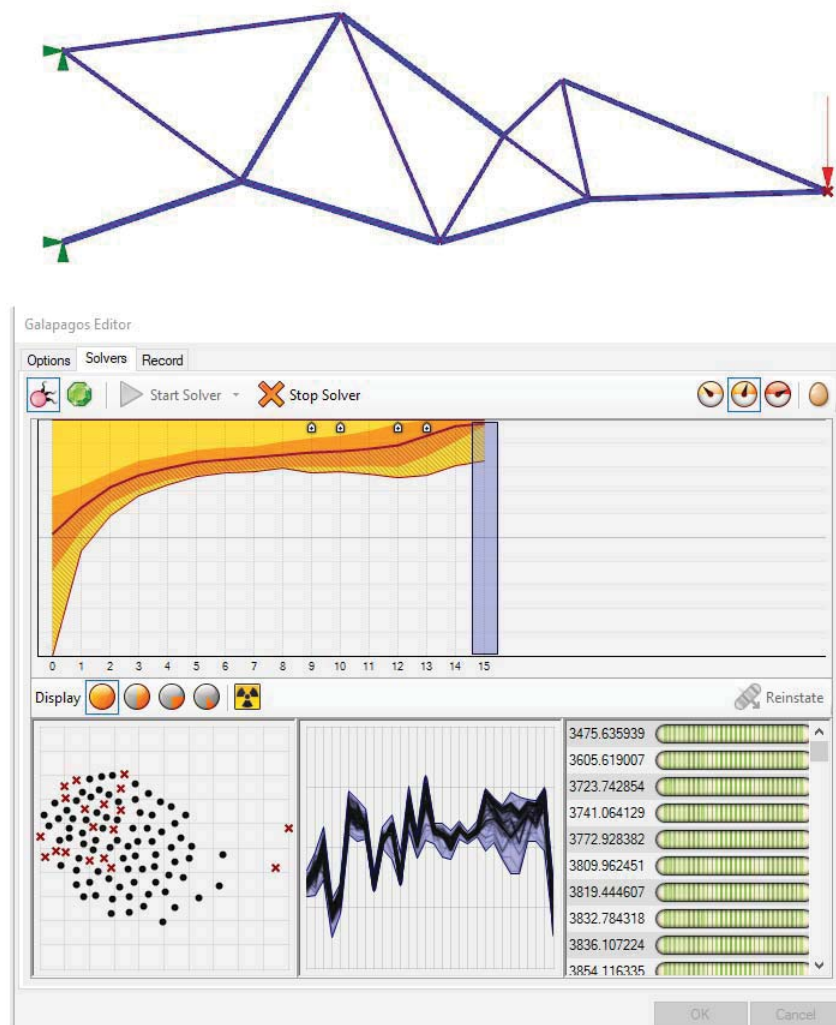 Galapagos Editor
Options Solvers Record
Start Solver Stop Solver
0 1 2 3 4 5 6 7 8 9 10 11 12 13 14 15
Display Reinstate
3475.635939
3605.619007
3723.742854
3741.064129
3772.928382
3809.962451
3819.444607
3832.784318
3836.107224
3854.116335
OK Cancel